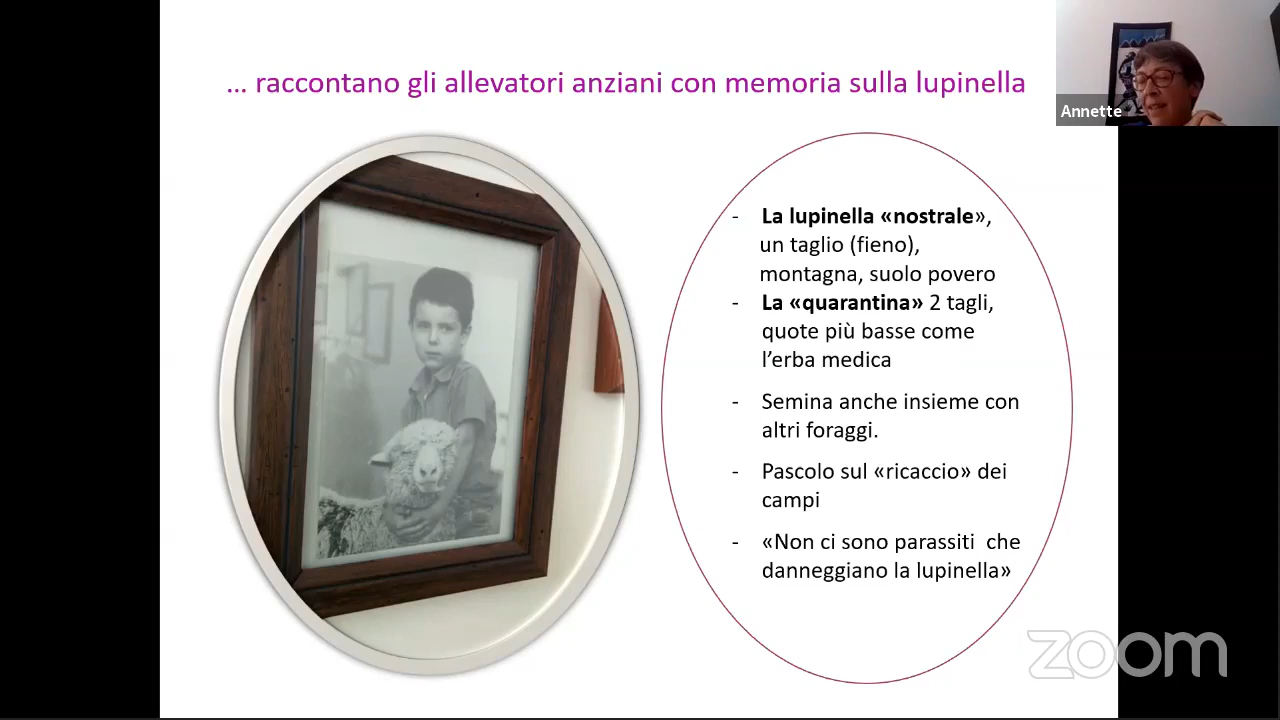 ... raccontano gli allevatori anziani con memoria sulla lupinella
Annette
- La lupinella «nostrale»,
un taglio (fieno),
montagna, suolo povero
- La «quarantina» 2 tagli,
quote più basse come
l’erba medica
- Semina anche insieme con
altri foraggi.
- Pascolo sul «ricaccio» dei
campi
- «Non ci sono parassiti che
danneggiano la lupinella»
zoom